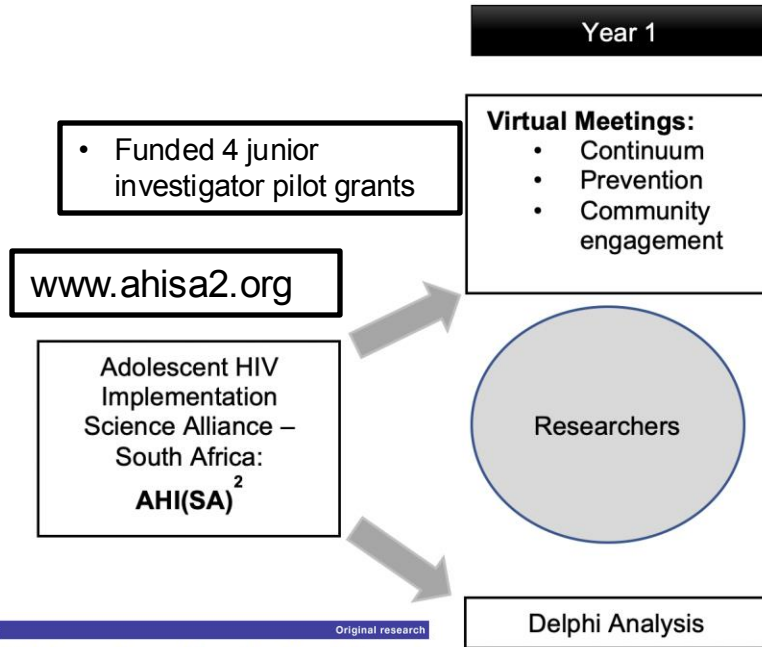 Year 1
• Funded 4 junior
investigator pilot grants
Virtual Meetings:
• Continuum
• Prevention
• Community
engagement
www.ahisa2.org
Adolescent HIV
Implementation
Science Alliance –
South Africa:
AHI(SA)²
Researchers
Original research
Delphi Analysis